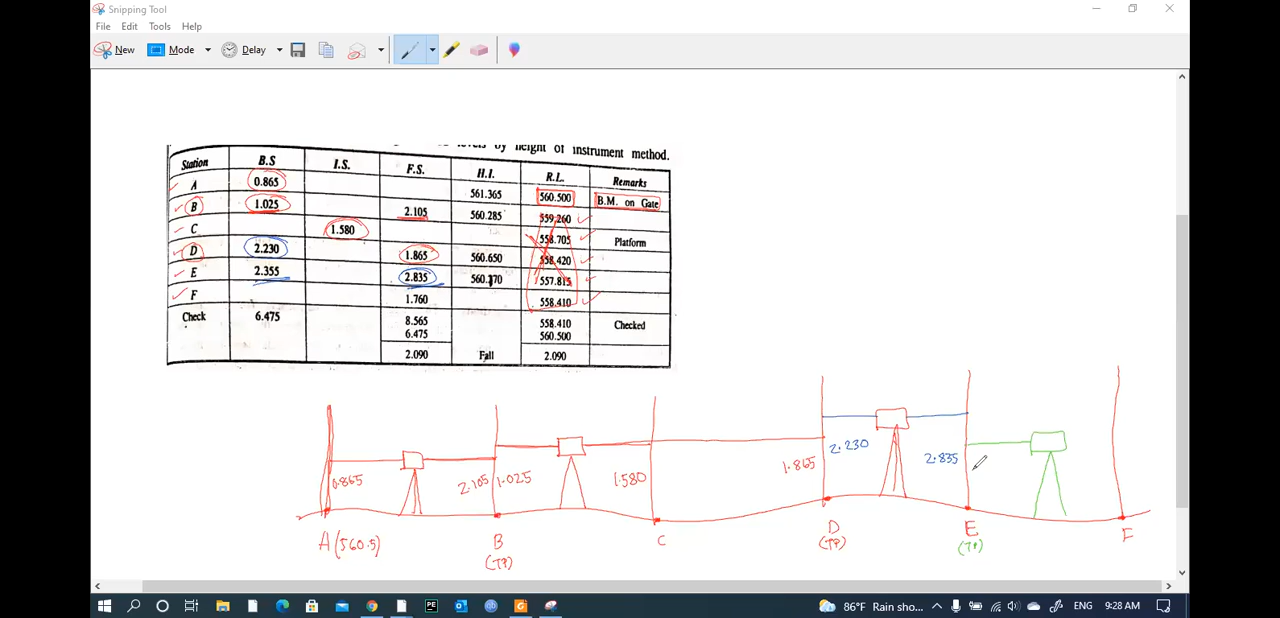 Snipping Tool
File Edit Tools Help
New Mode Delay
levels by height of instrument method.
Station B.S I.S. F.S. H.I. R.L. Remarks
A 0.865 561.365 560.500 B.M. on Gate
B 1.025 2.105 560.285 559.260
C 1.580 558.705 Platform
D 2.230 1.865 560.650 558.420
E 2.355 2.835 560.170 557.815
F 1.760 558.410
Check 6.475 8.565 558.410 Checked
6.475 560.500
2.090 Fall 2.090
0.865 2.105 1.025 1.580 1.865 2.230 2.835
A (560.5) B C D E F
(TP) (TP) (TP)
PE 86°F Rain sho... ENG 9:28 AM